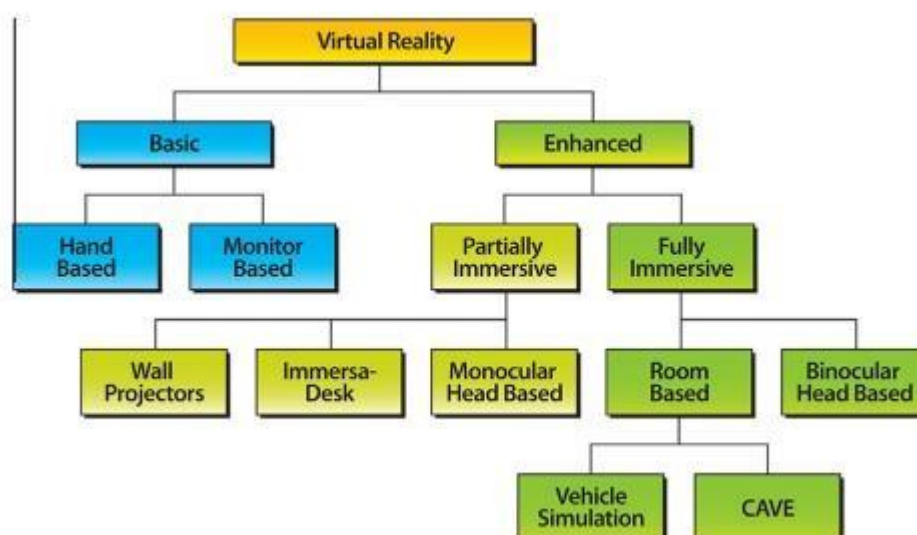 Virtual Reality
Basic
Enhanced
Hand
Based
Monitor
Based
Partially
Immersive
Fully
Immersive
Wall
Projectors
Immersa-
Desk
Monocular
Head Based
Room
Based
Binocular
Head Based
Vehicle
Simulation
CAVE